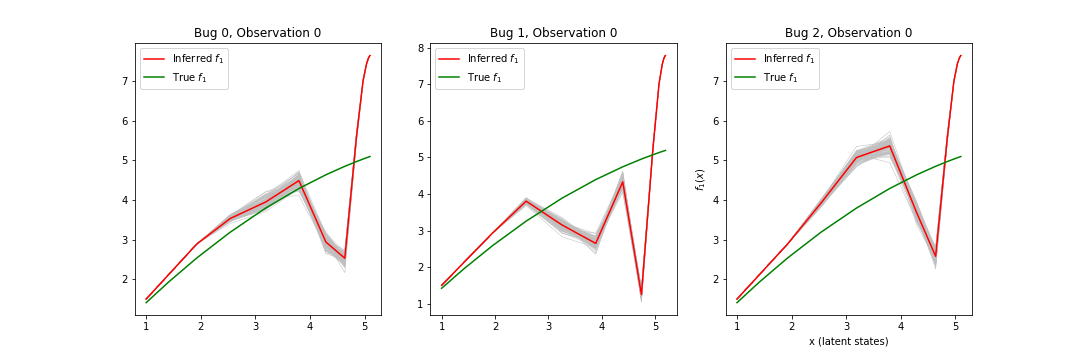 Bug 0, Observation 0
Inferred f₁
True f₁
7
6
5
4
3
2
1 2 3 4 5
Bug 1, Observation 0
Inferred f₁
True f₁
8
7
6
5
4
3
2
1
1 2 3 4 5
Bug 2, Observation 0
Inferred f₁
True f₁
f₁(x)
7
6
5
4
3
2
1 2 3 4 5
x (latent states)